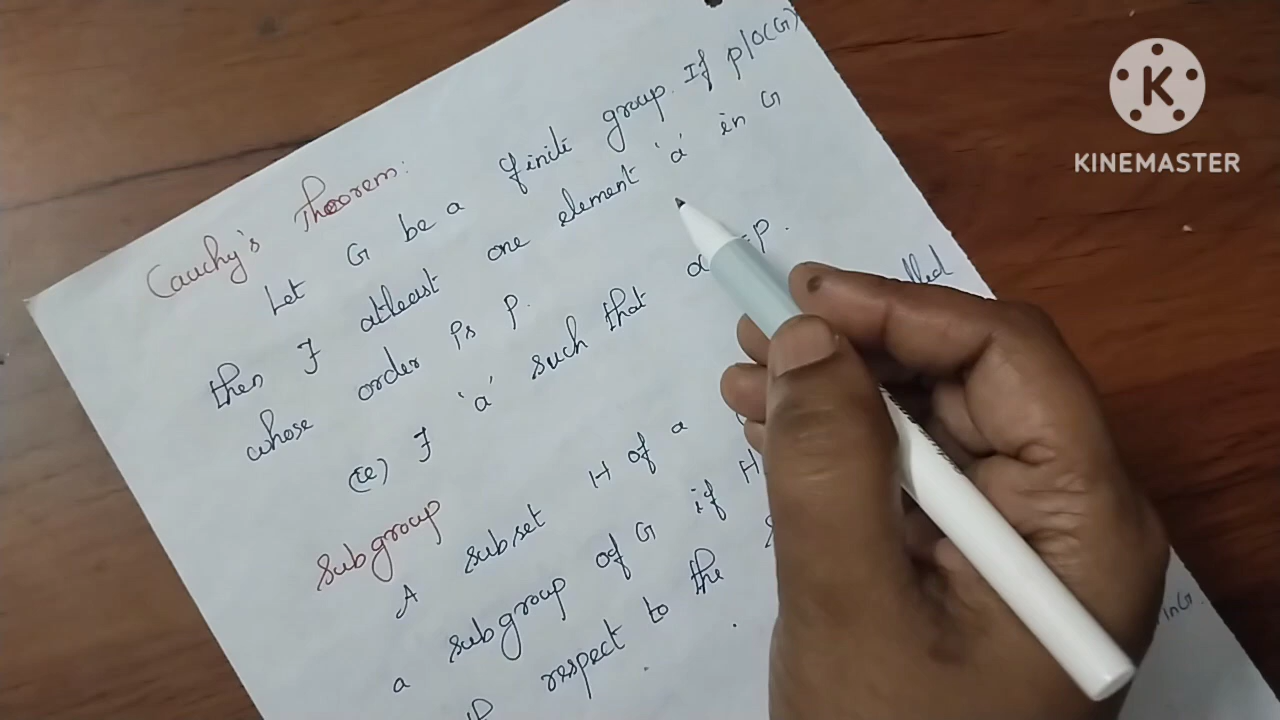 Cauchy's Theorem:
Let G be a finite group. If p/o(G)
then ∃ atleast one element 'a' in G
whose order is p.
(ie) ∃ 'a' such that =p.
Subgroup
A subset H of a
a subgroup of G if H
respect to the
in G.
K
KINEMASTER